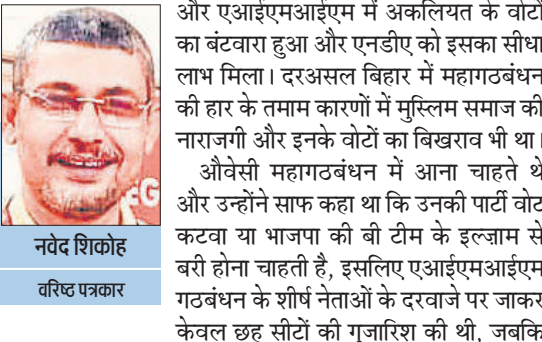 और एआईएमआईएम में अकलियत के वोटों
का बंटवारा हुआ और एनडीए को इसका सीधा
लाभ मिला। दरअसल बिहार में महागठबंधन
की हार के तमाम कारणों में मुस्लिम समाज की
नाराजगी और इनके वोटों का बिखराव भी था।
औवेसी महागठबंधन में आना चाहते थे
और उन्होंने साफ कहा था कि उनकी पार्टी वोट
कटवा या भाजपा की बी टीम के इल्ज़ाम से
बरी होना चाहती है, इसलिए एआईएमआईएम
गठबंधन के शीर्ष नेताओं के दरवाजे पर जाकर
केवल छह सीटों की गुजारिश की थी, जबकि
नवेद शिकोह
वरिष्ठ पत्रकार